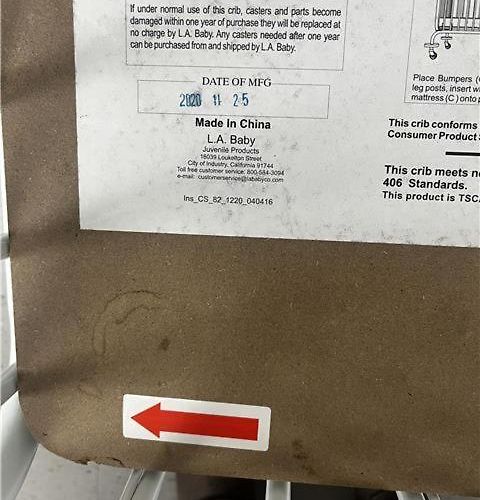 If under normal use of this crib, casters and parts become
damaged within one year of purchase they will be replaced at
no charge by L.A. Baby. Any casters needed after one year
can be purchased from and shipped by L.A. Baby.
DATE OF MFG
2020 11 25
Made In China
L.A. Baby
Juvenile Products
18039 Loukelton Street
City of Industry, California 91744
Toll free customer service: 800-584-3094
e-mail: customerservice@lababyco.com
Ins_CS_82_1220_040416
Place Bumpers (
leg posts, insert w
mattress (C) onto p
This crib conforms
Consumer Product
This crib meets n
406 Standards.
This product is TSC